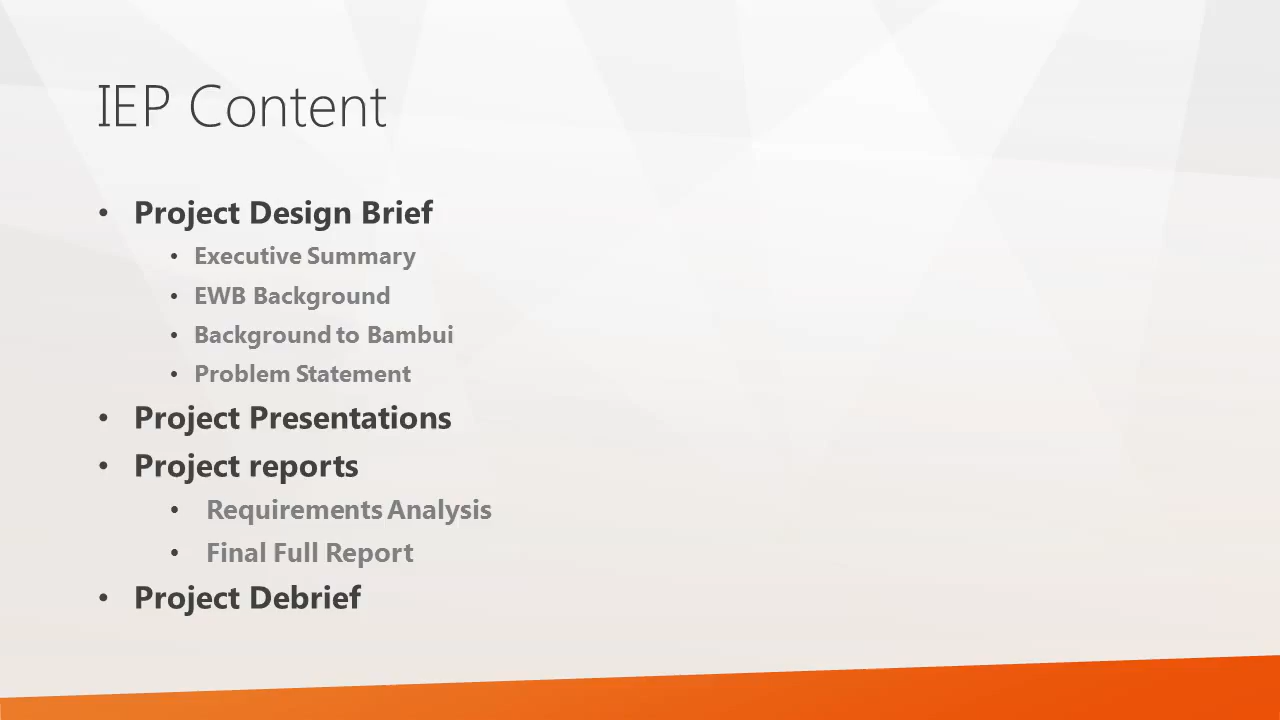 IEP Content
• Project Design Brief
• Executive Summary
• EWB Background
• Background to Bambui
• Problem Statement
• Project Presentations
• Project reports
• Requirements Analysis
• Final Full Report
• Project Debrief